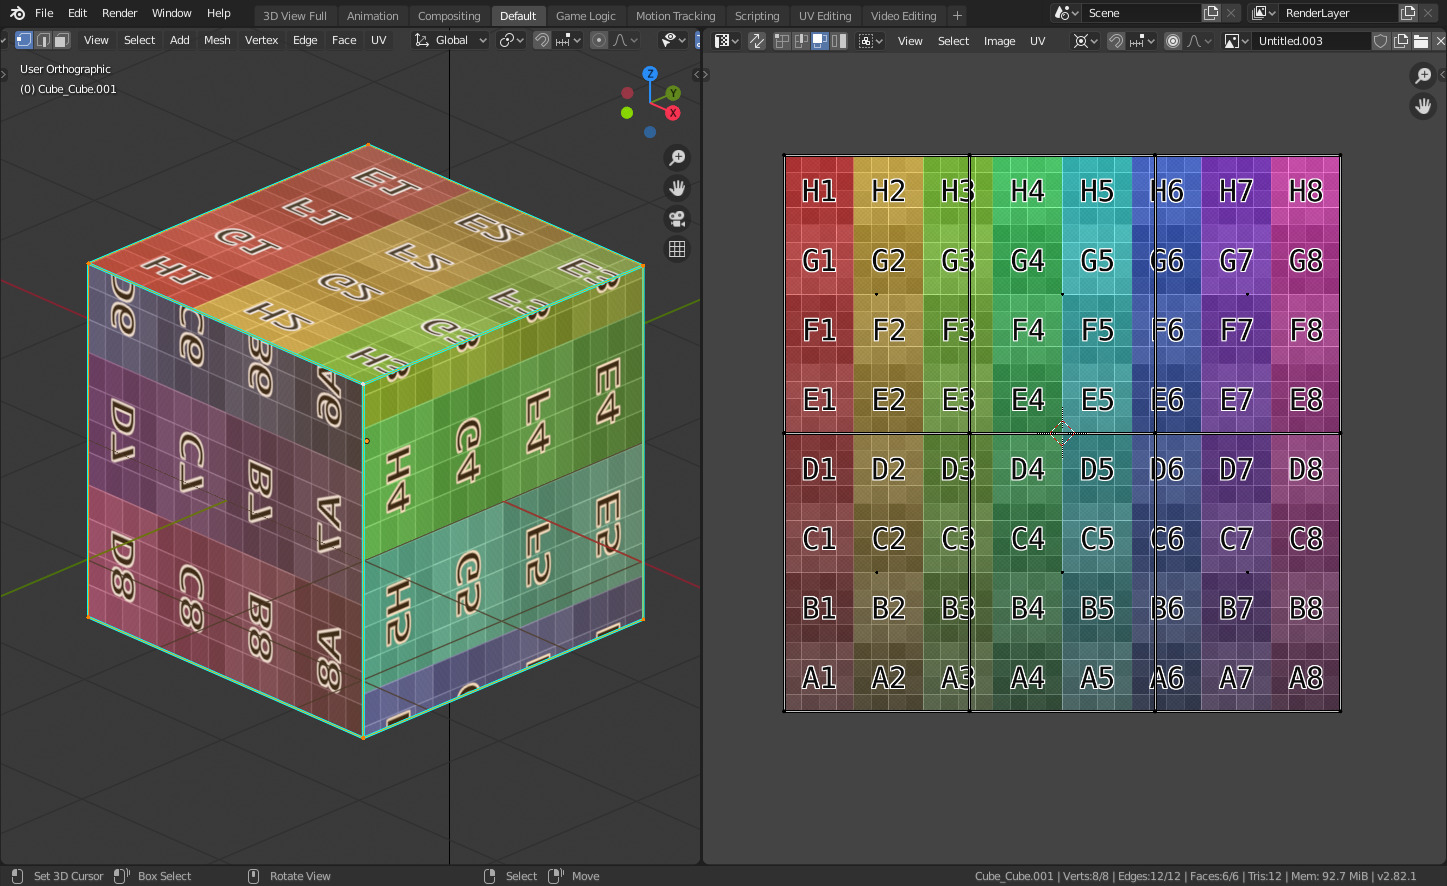 File Edit Render Window Help 3D View Full Animation Compositing Default Game Logic Motion Tracking Scripting UV Editing Video Editing + Scene RenderLayer
View Select Add Mesh Vertex Edge Face UV Global View Select Image UV Untitled.003
User Orthographic
(0) Cube_Cube.001
Z
Y
X
H1 H2 H3 H4 H5 H6 H7 H8
G1 G2 G3 G4 G5 G6 G7 G8
F1 F2 F3 F4 F5 F6 F7 F8
E1 E2 E3 E4 E5 E6 E7 E8
D1 D2 D3 D4 D5 D6 D7 D8
C1 C2 C3 C4 C5 C6 C7 C8
B1 B2 B3 B4 B5 B6 B7 B8
A1 A2 A3 A4 A5 A6 A7 A8
Set 3D Cursor Box Select Rotate View Select Move Cube_Cube.001 | Verts:8/8 | Edges:12/12 | Faces:6/6 | Tris:12 | Mem: 92.7 MiB | v2.82.1